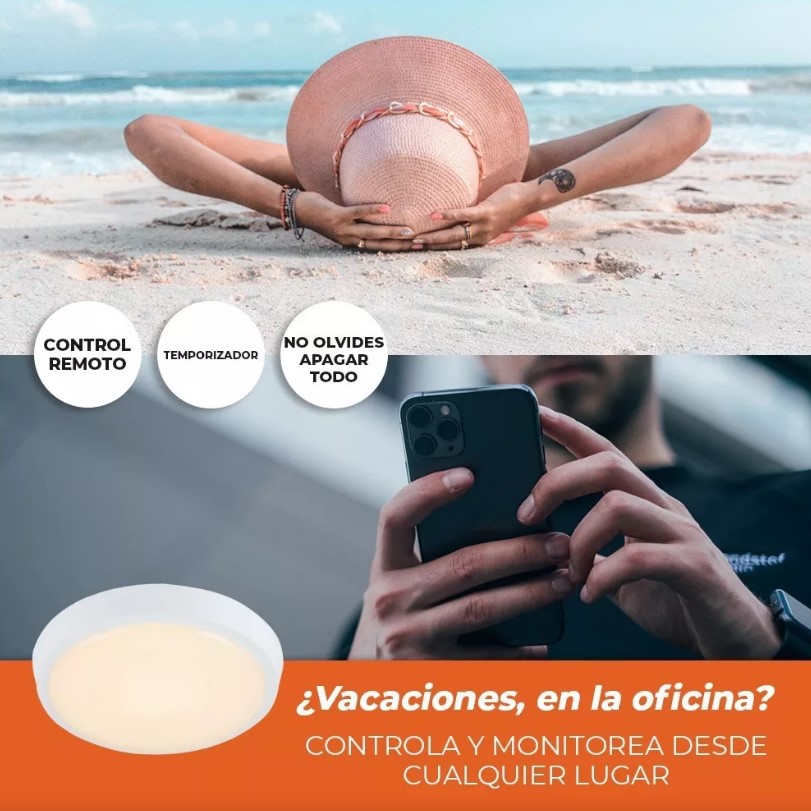 CONTROL
REMOTO
TEMPORIZADOR
NO OLVIDES
APAGAR
TODO
¿Vacaciones, en la oficina?
CONTROLA Y MONITOREA DESDE
CUALQUIER LUGAR